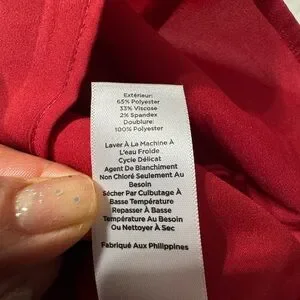 Extérieur:
65% Polyester
33% Viscose
2% Spandex
Doublure:
100% Polyester
Laver À La Machine À
L'eau Froide
Cycle Délicat
Agent De Blanchiment
Non Chloré Seulement Au
Besoin
Sécher Par Culbutage À
Basse Température
Repasser À Basse
Température Au Besoin
Ou Nettoyer À Sec
Fabriqué Aux Philippines